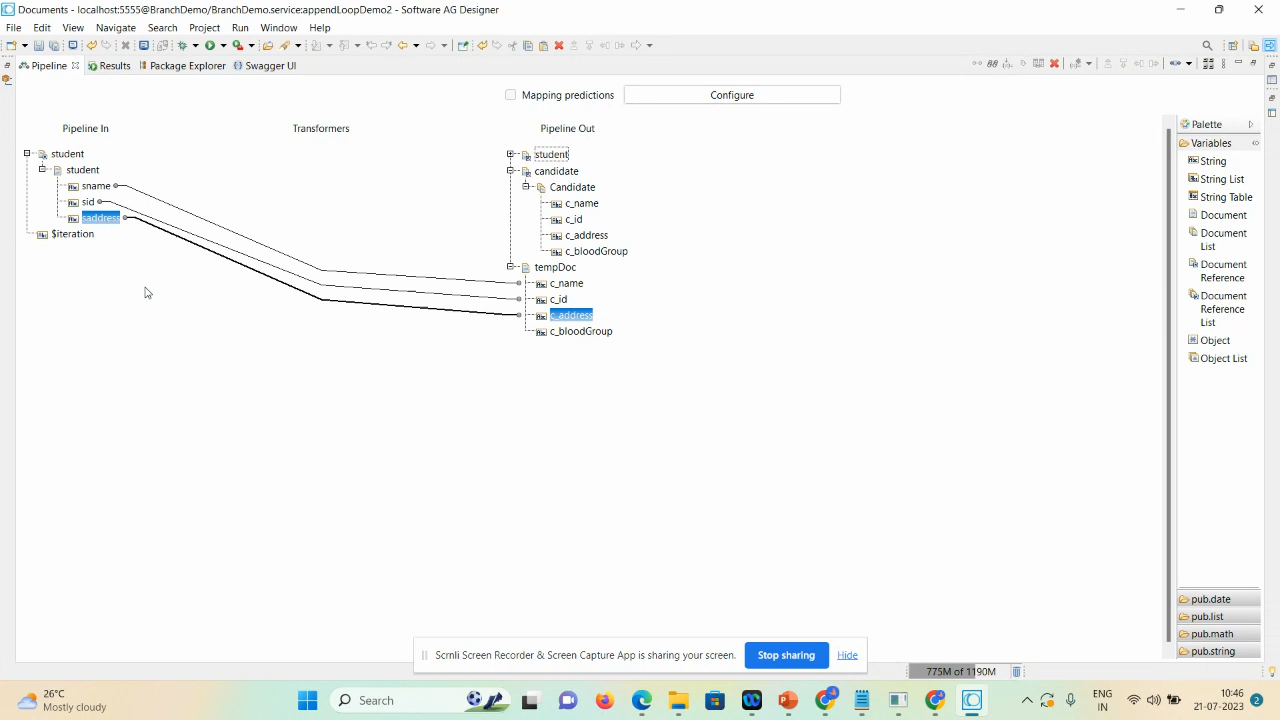 Documents - localhost:5555@BranchDemo/BranchDemo.service:appendLoopDemo2 - Software AG Designer
File Edit View Navigate Search Project Run Window Help
Pipeline Results Package Explorer Swagger UI
Mapping predictions Configure
Pipeline In Transformers Pipeline Out
student
student
sname
sid
saddress
$iteration
student
candidate
Candidate
c_name
c_id
c_address
c_bloodGroup
tempDoc
c_name
c_id
c_address
c_bloodGroup
Palette
Variables
String
String List
String Table
Document
Document
List
Document
Reference
Document
Reference
List
Object
Object List
pub.date
pub.list
pub.math
pub.string
Scrnli Screen Recorder & Screen Capture App is sharing your screen. Stop sharing Hide
775M of 1190M
26°C
Mostly cloudy
Search
ENG
IN
10:46
21-07-2023
2